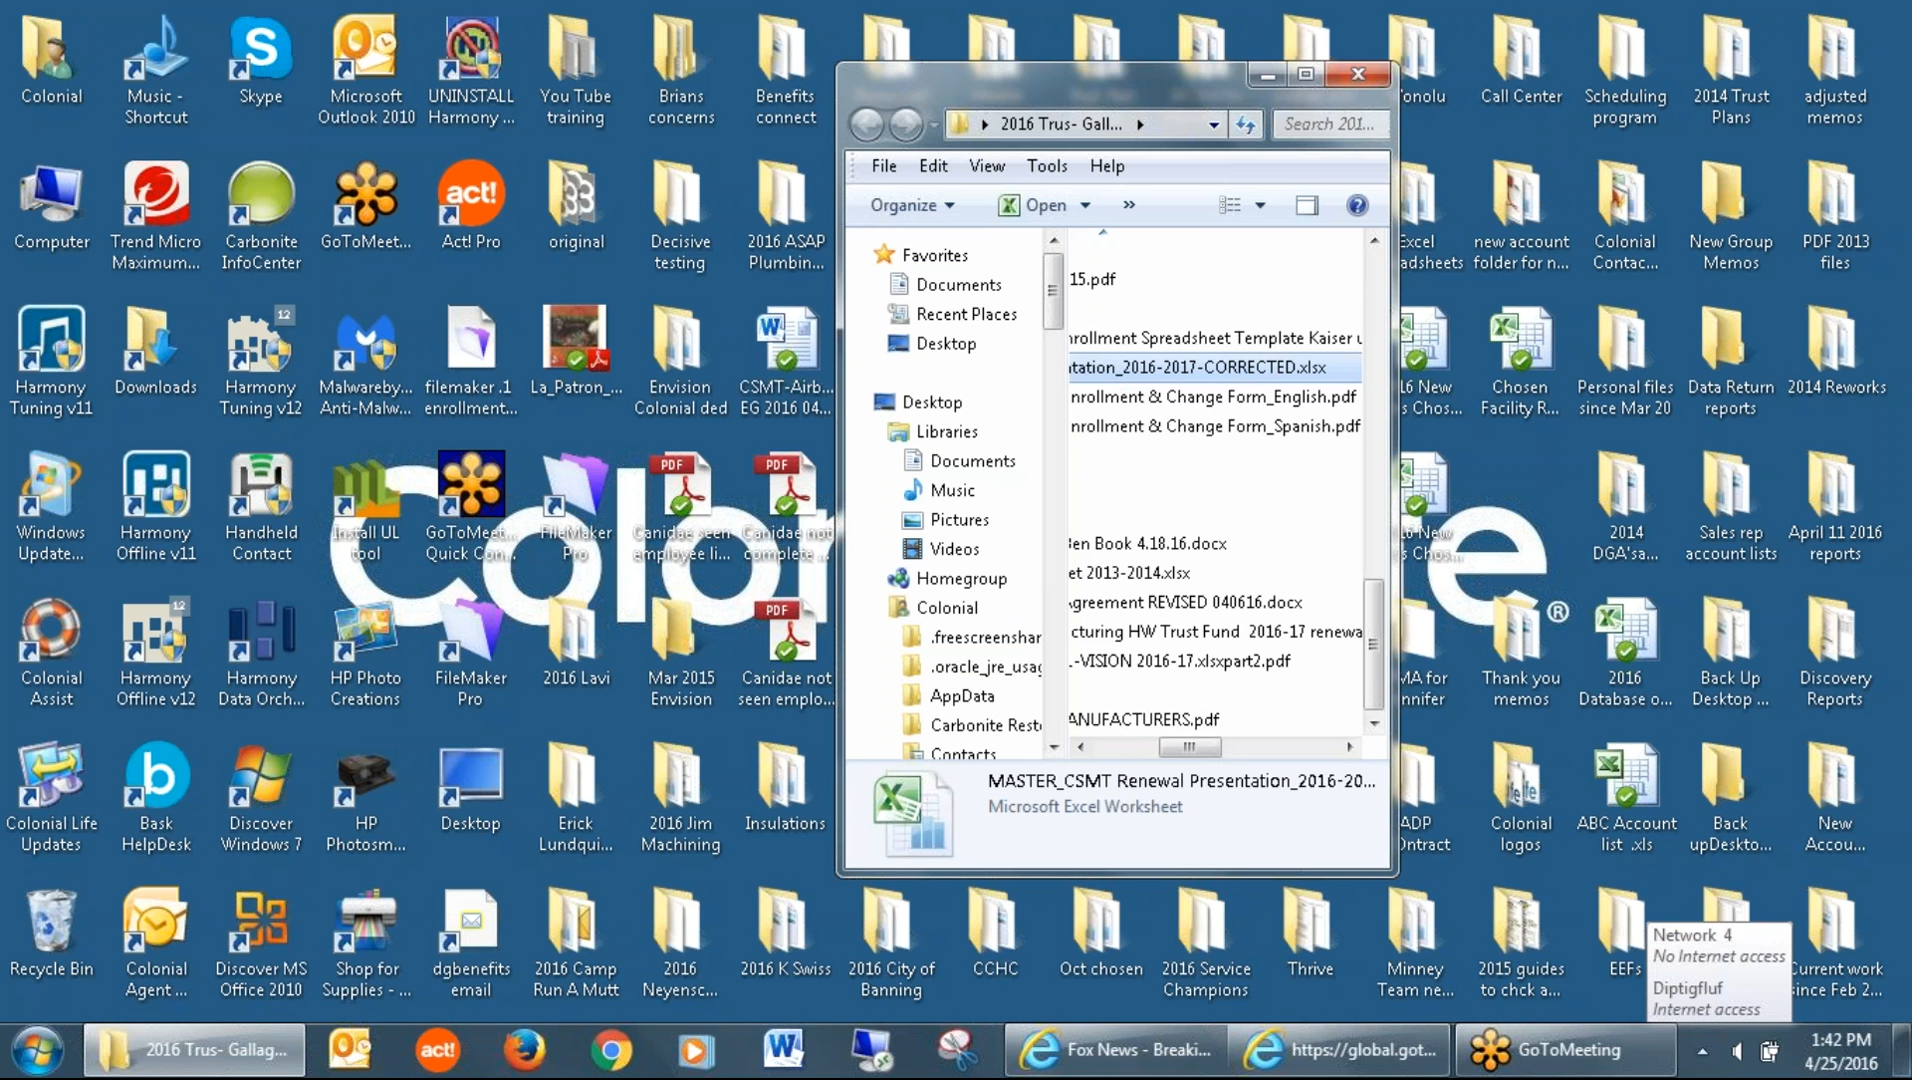 Colonial
Music -
Shortcut
Skype
Microsoft
Outlook 2010
UNINSTALL
Harmony ...
You Tube
training
Brians
concerns
Benefits
connect
Call Center
Scheduling
program
2014 Trust
Plans
adjusted
memos
2016 Trus- Gall...
Search 201...
File Edit View Tools Help
Organize Open »
Computer
Trend Micro
Maximum...
Carbonite
InfoCenter
GoToMeet...
act!
Act! Pro
original
Decisive
testing
2016 ASAP
Plumbin...
new account
folder for n...
Colonial
Contac...
New Group
Memos
PDF 2013
files
Favorites
Documents
Recent Places
Desktop
Desktop
Libraries
Documents
Music
Pictures
Videos
Homegroup
Colonial
.freescreenshar
.oracle_jre_usag
AppData
Carbonite Resto
Contacts
15.pdf
nrollment Spreadsheet Template Kaiser u
ntation_2016-2017-CORRECTED.xlsx
nrollment & Change Form_English.pdf
nrollment & Change Form_Spanish.pdf
Ben Book 4.18.16.docx
et 2013-2014.xlsx
Agreement REVISED 040616.docx
cturing HW Trust Fund 2016-17 renewa
L-VISION 2016-17.xlsxpart2.pdf
ANUFACTURERS.pdf
MASTER_CSMT Renewal Presentation_2016-20...
Microsoft Excel Worksheet
Harmony
Tuning v11
Downloads
12
Harmony
Tuning v12
Malwareby...
Anti-Malw...
filemaker .1
enrollment...
La_Patron_...
Envision
Colonial ded
CSMT-Airb...
EG 2016 04...
Chosen
Facility R...
Personal files
since Mar 20
Data Return
reports
2014 Reworks
Windows
Update...
Harmony
Offline v11
Handheld
Contact
Install UL
tool
GoToMeet...
Quick Con...
FileMaker
Pro
PDF
Canidae seen
employee li...
PDF
Canidae not
complete ...
2014
DGA'sa...
Sales rep
account lists
April 11 2016
reports
®
Colonial
Assist
12
Harmony
Offline v12
Harmony
Data Orch...
HP Photo
Creations
FileMaker
Pro
2016 Lavi
Mar 2015
Envision
PDF
Canidae not
seen emplo...
Thank you
memos
2016
Database o...
Back Up
Desktop ...
Discovery
Reports
Colonial Life
Updates
b
Bask
HelpDesk
Discover
Windows 7
HP
Photosm...
Desktop
Erick
Lundqui...
2016 Jim
Machining
Insulations
Colonial
logos
ABC Account
list .xls
Back
upDeskto...
New
Accou...
Recycle Bin
Colonial
Agent ...
Discover MS
Office 2010
Shop for
Supplies - ...
dgbenefits
email
2016 Camp
Run A Mutt
2016
Neyensc...
2016 K Swiss
2016 City of
Banning
CCHC
Oct chosen
2016 Service
Champions
Thrive
Minney
Team ne...
2015 guides
to chck a...
EEFs
Current work
since Feb 2...
Network 4
No Internet access
Diptigfluf
Internet access
2016 Trus- Gallag...
act!
Fox News - Breaki...
https://global.got...
GoToMeeting
1:42 PM
4/25/2016